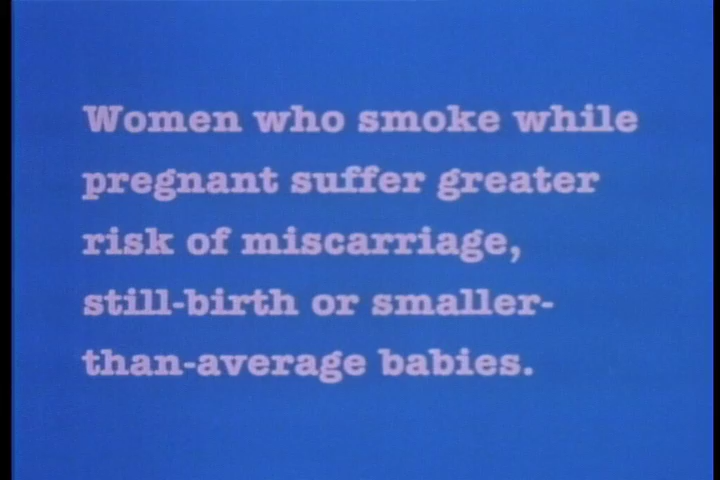 Women who smoke while
pregnant suffer greater
risk of miscarriage,
still-birth or smaller-
than-average babies.